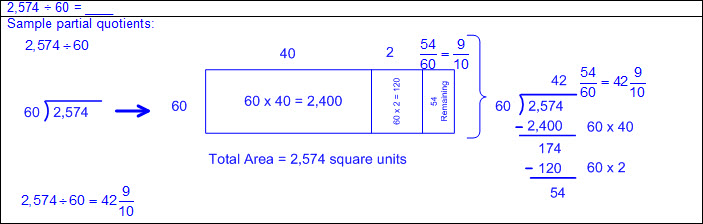 2,574 ÷ 60 = ____
Sample partial quotients:
2,574 ÷ 60
60 ) 2,574
40 2 54/60 = 9/10
60
60 x 40 = 2,400
60 x 2 = 120
54 Remaining
Total Area = 2,574 square units
42 54/60 = 42 9/10
60 ) 2,574
− 2,400 60 x 40
174
− 120 60 x 2
54
2,574 ÷ 60 = 42 9/10